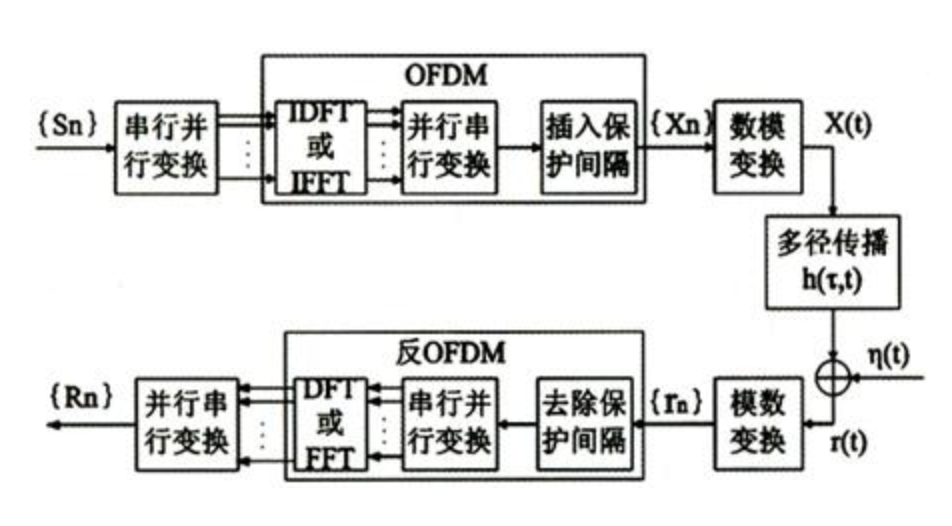 OFDM
{Sn}
串行并
行变换
IDFT
或
IFFT
并行串
行变换
插入保
护间隔
{Xn}
数模
变换
X(t)
多径传播
h(τ,t)
η(t)
反OFDM
{Rn}
并行串
行变换
DFT
或
FFT
串行并
行变换
去除保
护间隔
{rn}
模数
变换
r(t)